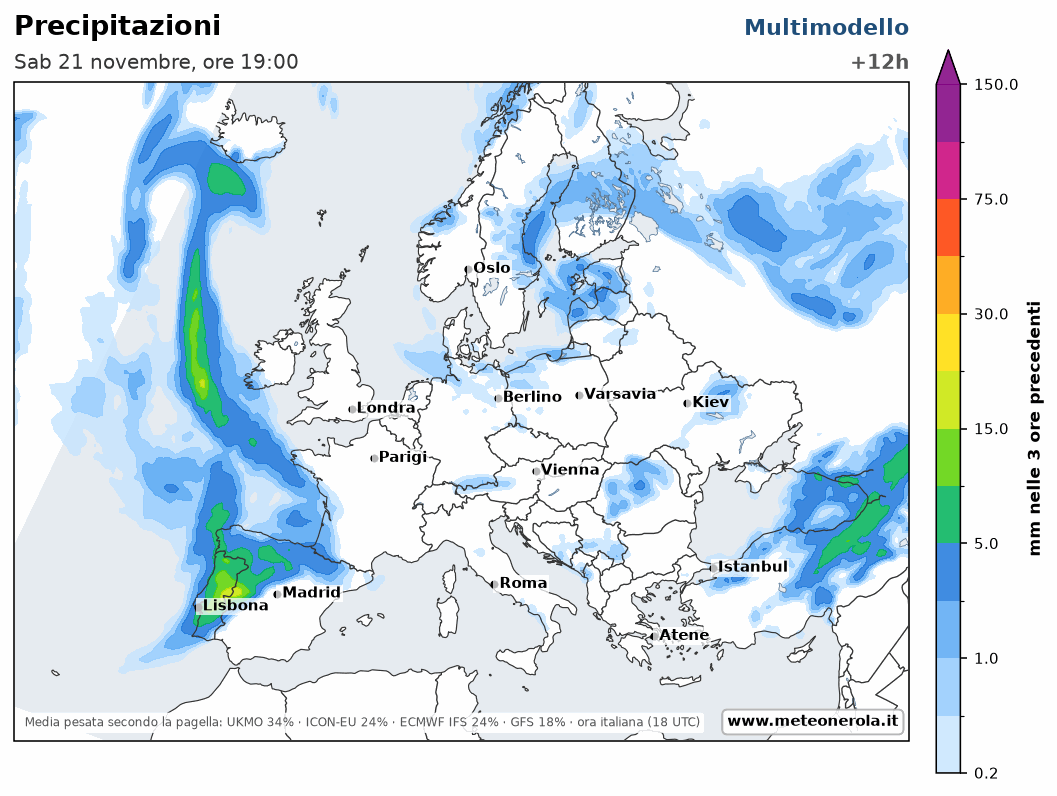 Precipitazioni
Multimodello
Sab 21 novembre, ore 19:00
+12h
150.0
75.0
30.0
15.0
5.0
1.0
0.2
mm nelle 3 ore precedenti
Oslo
Londra
Berlino
Varsavia
Kiev
Parigi
Vienna
Istanbul
Roma
Madrid
Lisbona
Atene
Media pesata secondo la pagella: UKMO 34% · ICON-EU 24% · ECMWF IFS 24% · GFS 18% · ora italiana (18 UTC)
www.meteonerola.it